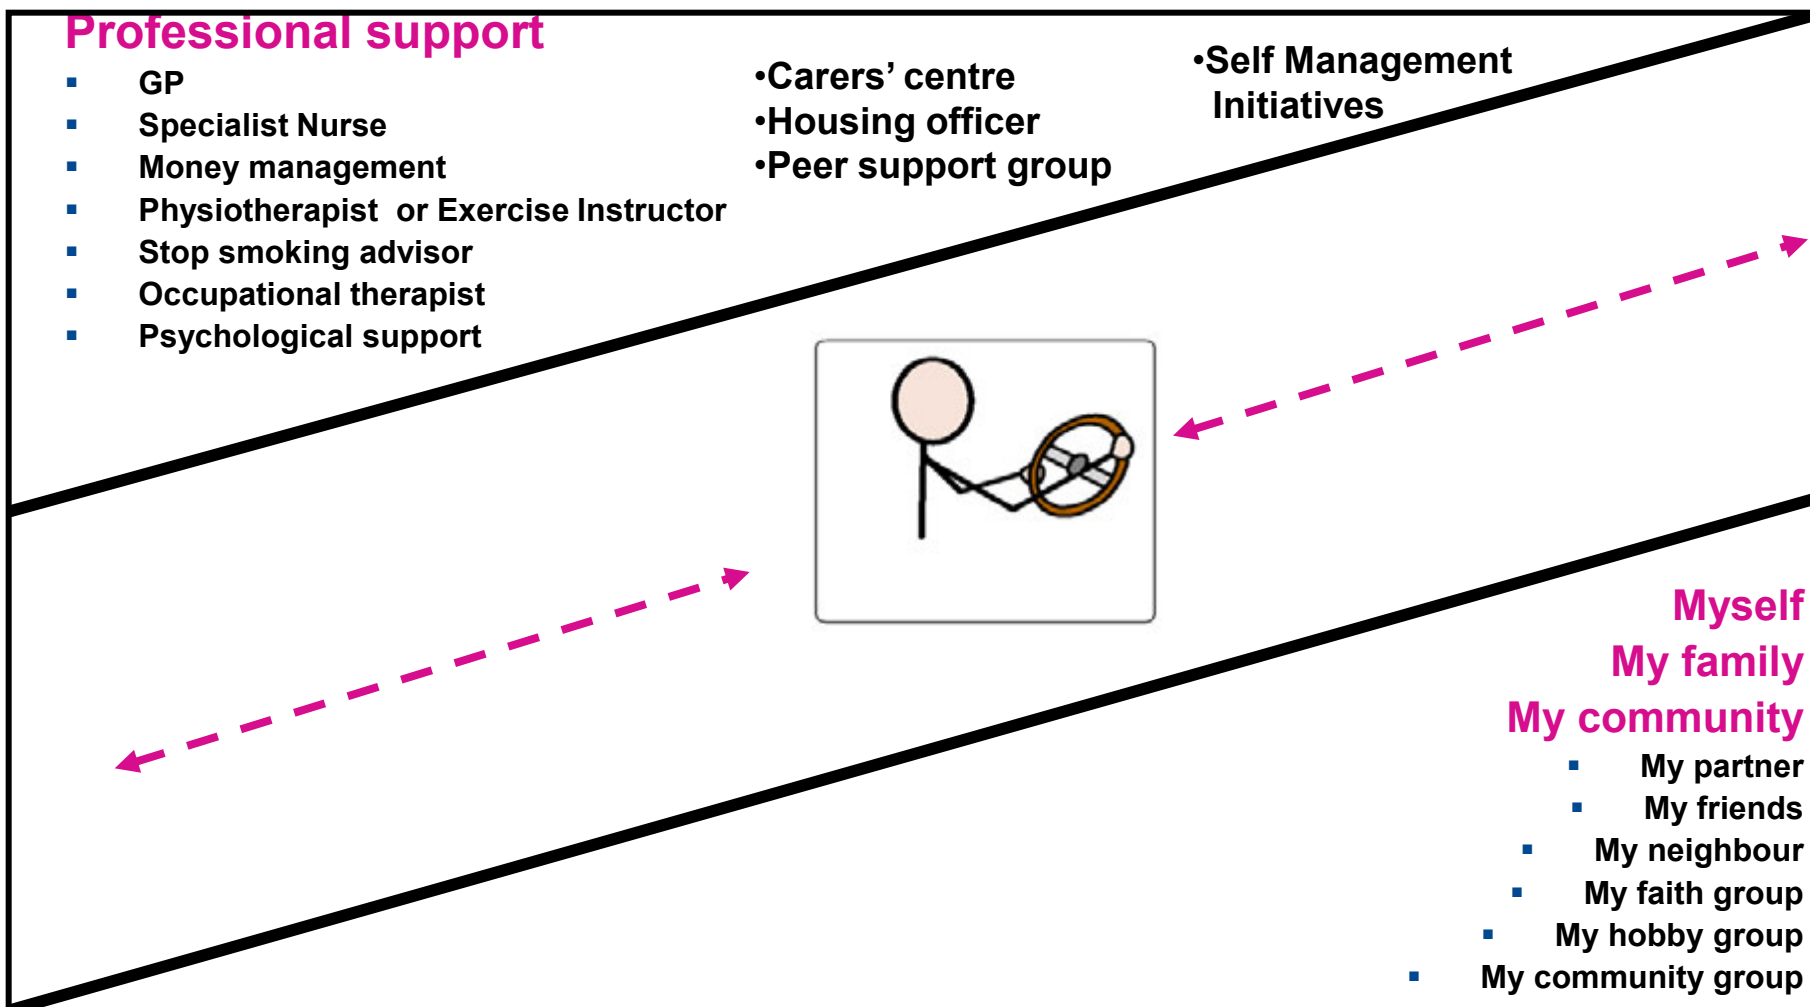 Professional support
▪ GP
▪ Specialist Nurse
▪ Money management
▪ Physiotherapist or Exercise Instructor
▪ Stop smoking advisor
▪ Occupational therapist
▪ Psychological support
•Carers’ centre
•Housing officer
•Peer support group
•Self Management
Initiatives
Myself
My family
My community
▪ My partner
▪ My friends
▪ My neighbour
▪ My faith group
▪ My hobby group
▪ My community group